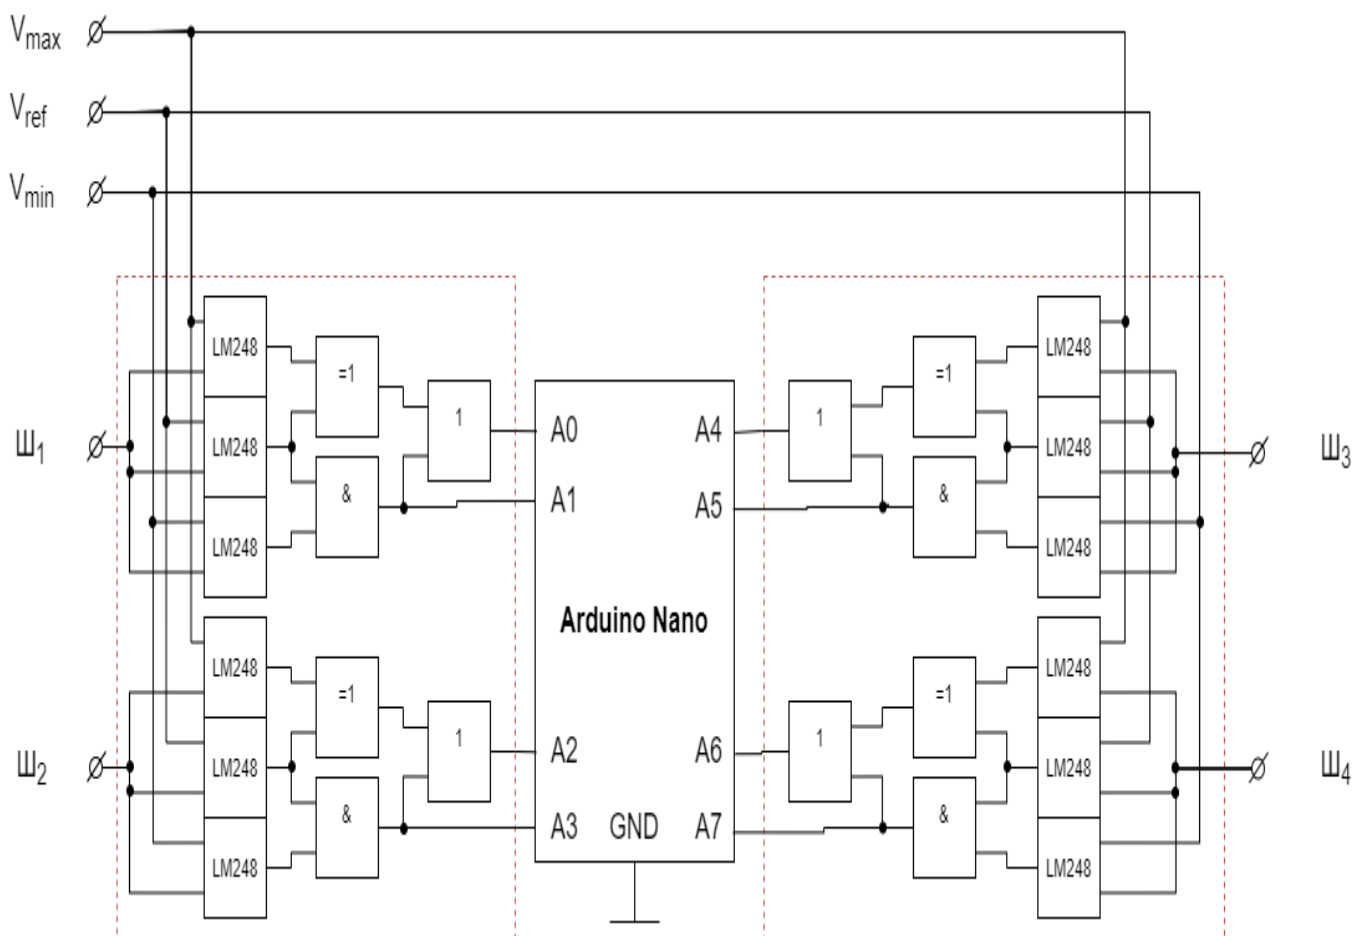 Vmax
Vref
Vmin
LM248
=1
LM248
1
LM248
&
Ш1
LM248
=1
LM248
1
LM248
&
Ш2
A0
A1
A2
A3
Arduino Nano
GND
A4
A5
A6
A7
1
=1
LM248
LM248
&
LM248
Ш3
1
=1
LM248
LM248
&
LM248
Ш4